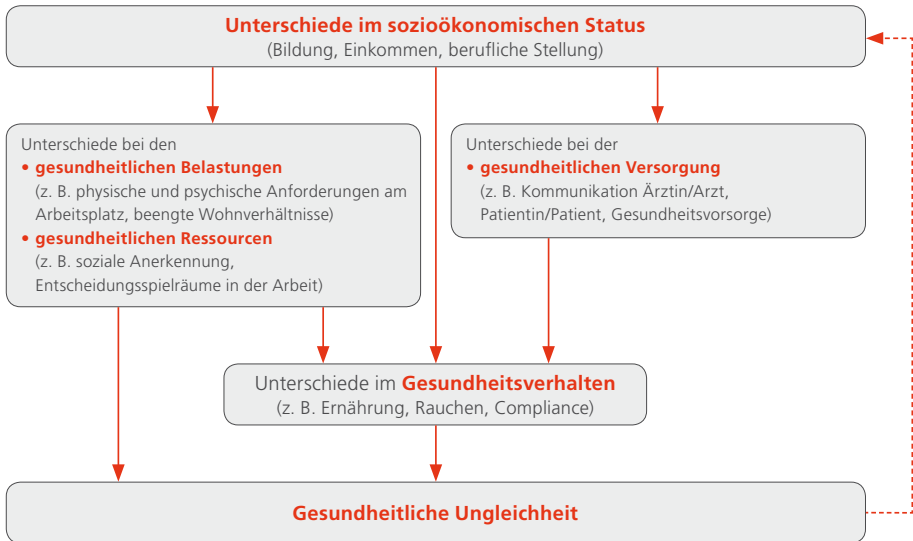 Unterschiede im sozioökonomischen Status
(Bildung, Einkommen, berufliche Stellung)
Unterschiede bei den
• gesundheitlichen Belastungen
(z. B. physische und psychische Anforderungen am
Arbeitsplatz, beengte Wohnverhältnisse)
• gesundheitlichen Ressourcen
(z. B. soziale Anerkennung,
Entscheidungsspielräume in der Arbeit)
Unterschiede bei der
• gesundheitlichen Versorgung
(z. B. Kommunikation Ärztin/Arzt,
Patientin/Patient, Gesundheitsvorsorge)
Unterschiede im Gesundheitsverhalten
(z. B. Ernährung, Rauchen, Compliance)
Gesundheitliche Ungleichheit